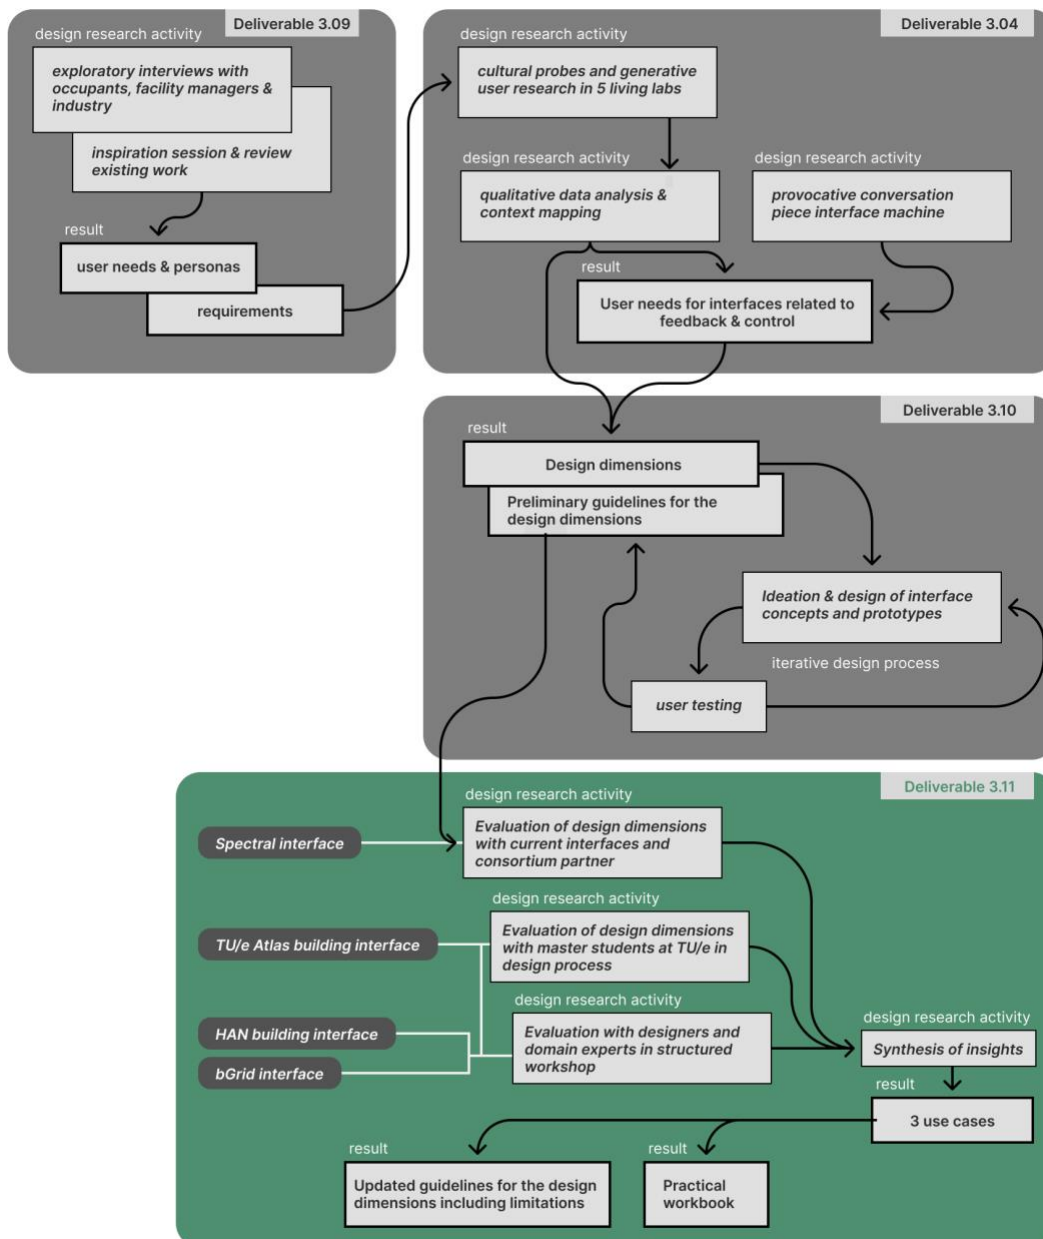 Deliverable 3.09
design research activity
exploratory interviews with
occupants, facility managers &
industry
inspiration session & review
existing work
result
user needs & personas
requirements
Deliverable 3.04
design research activity
cultural probes and generative
user research in 5 living labs
design research activity
qualitative data analysis &
context mapping
design research activity
provocative conversation
piece interface machine
result
User needs for interfaces related to
feedback & control
Deliverable 3.10
result
Design dimensions
Preliminary guidelines for the
design dimensions
Ideation & design of interface
concepts and prototypes
iterative design process
user testing
Deliverable 3.11
design research activity
Spectral interface
Evaluation of design dimensions
with current interfaces and
consortium partner
design research activity
TU/e Atlas building interface
Evaluation of design dimensions
with master students at TU/e in
design process
design research activity
HAN building interface
bGrid interface
Evaluation with designers and
domain experts in structured
workshop
design research activity
Synthesis of insights
result
3 use cases
result
Updated guidelines for the design
dimensions including limitations
result
Practical
workbook